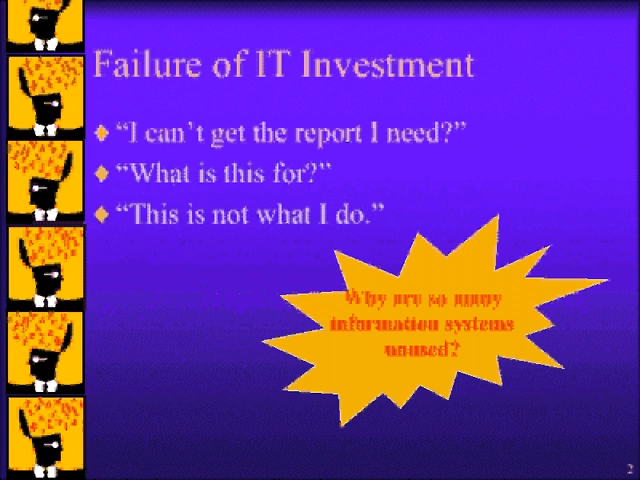 Failure of IT Investment
“I can’t get the report I need?”
“What is this for?”
“This is not what I do.”
Why are so many
information systems
unused?
2